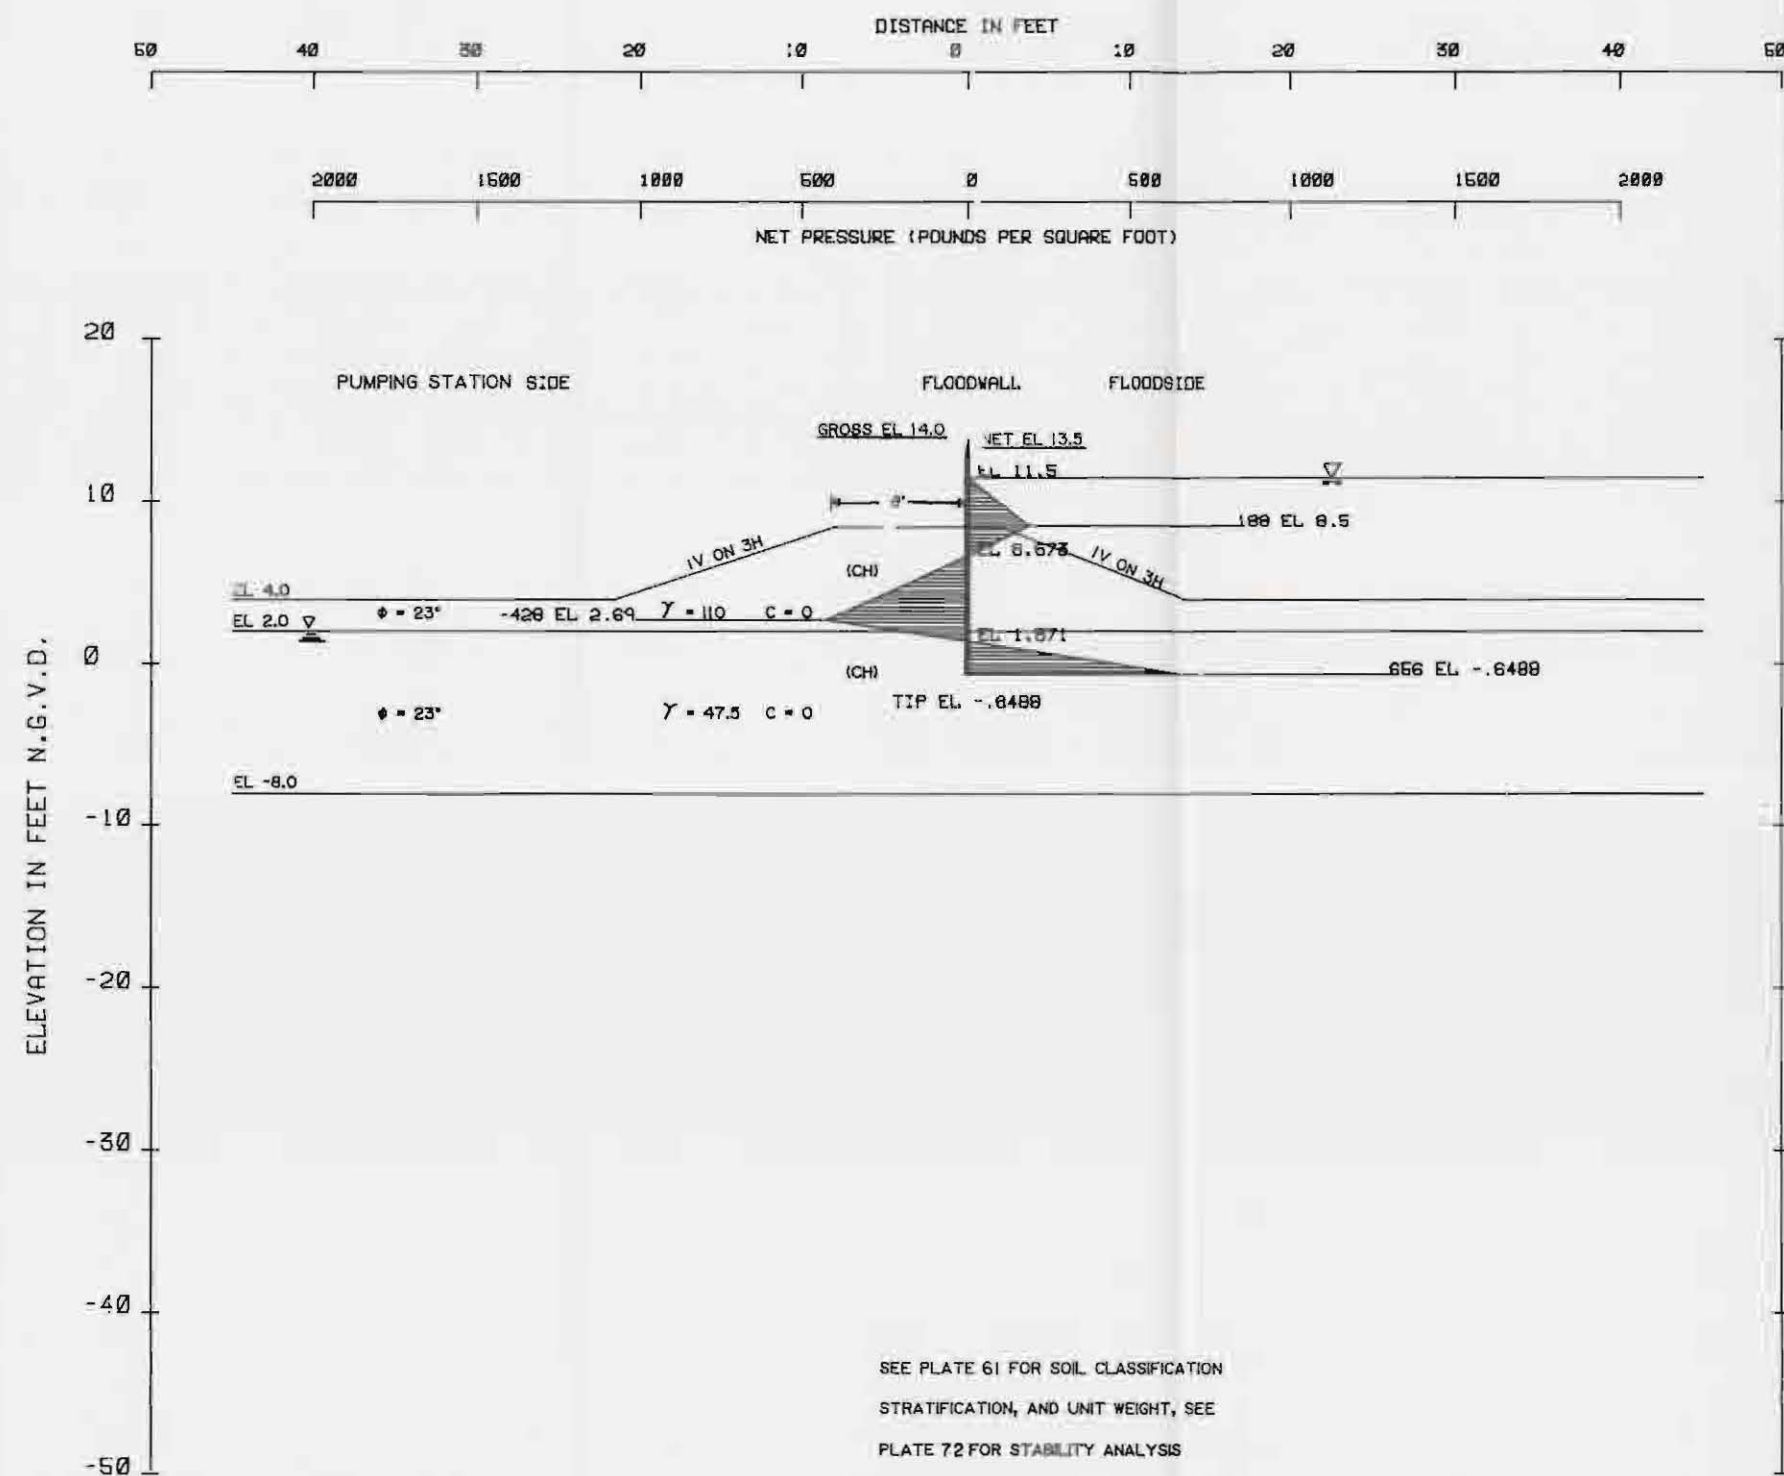 DISTANCE IN FEET
50 40 30 20 10 0 10 20 30 40 50
2000 1500 1000 500 0 500 1000 1500 2000
NET PRESSURE (POUNDS PER SQUARE FOOT)
ELEVATION IN FEET N.G.V.D.
20
10
0
-10
-20
-30
-40
-50
PUMPING STATION SIDE
FLOODWALL
FLOODSIDE
GROSS EL 14.0
NET EL 13.5
EL 11.5
8'
188 EL 8.5
1V ON 3H
(CH)
EL 6.673
1V ON 3H
EL 4.0
φ = 23°
-428 EL 2.69
γ = 110
C = 0
EL 2.0
EL 1.671
(CH)
656 EL -.6488
TIP EL -.6488
φ = 23°
γ = 47.5
C = 0
EL -8.0
SEE PLATE 61 FOR SOIL CLASSIFICATION
STRATIFICATION, AND UNIT WEIGHT, SEE
PLATE 72 FOR STABILITY ANALYSIS